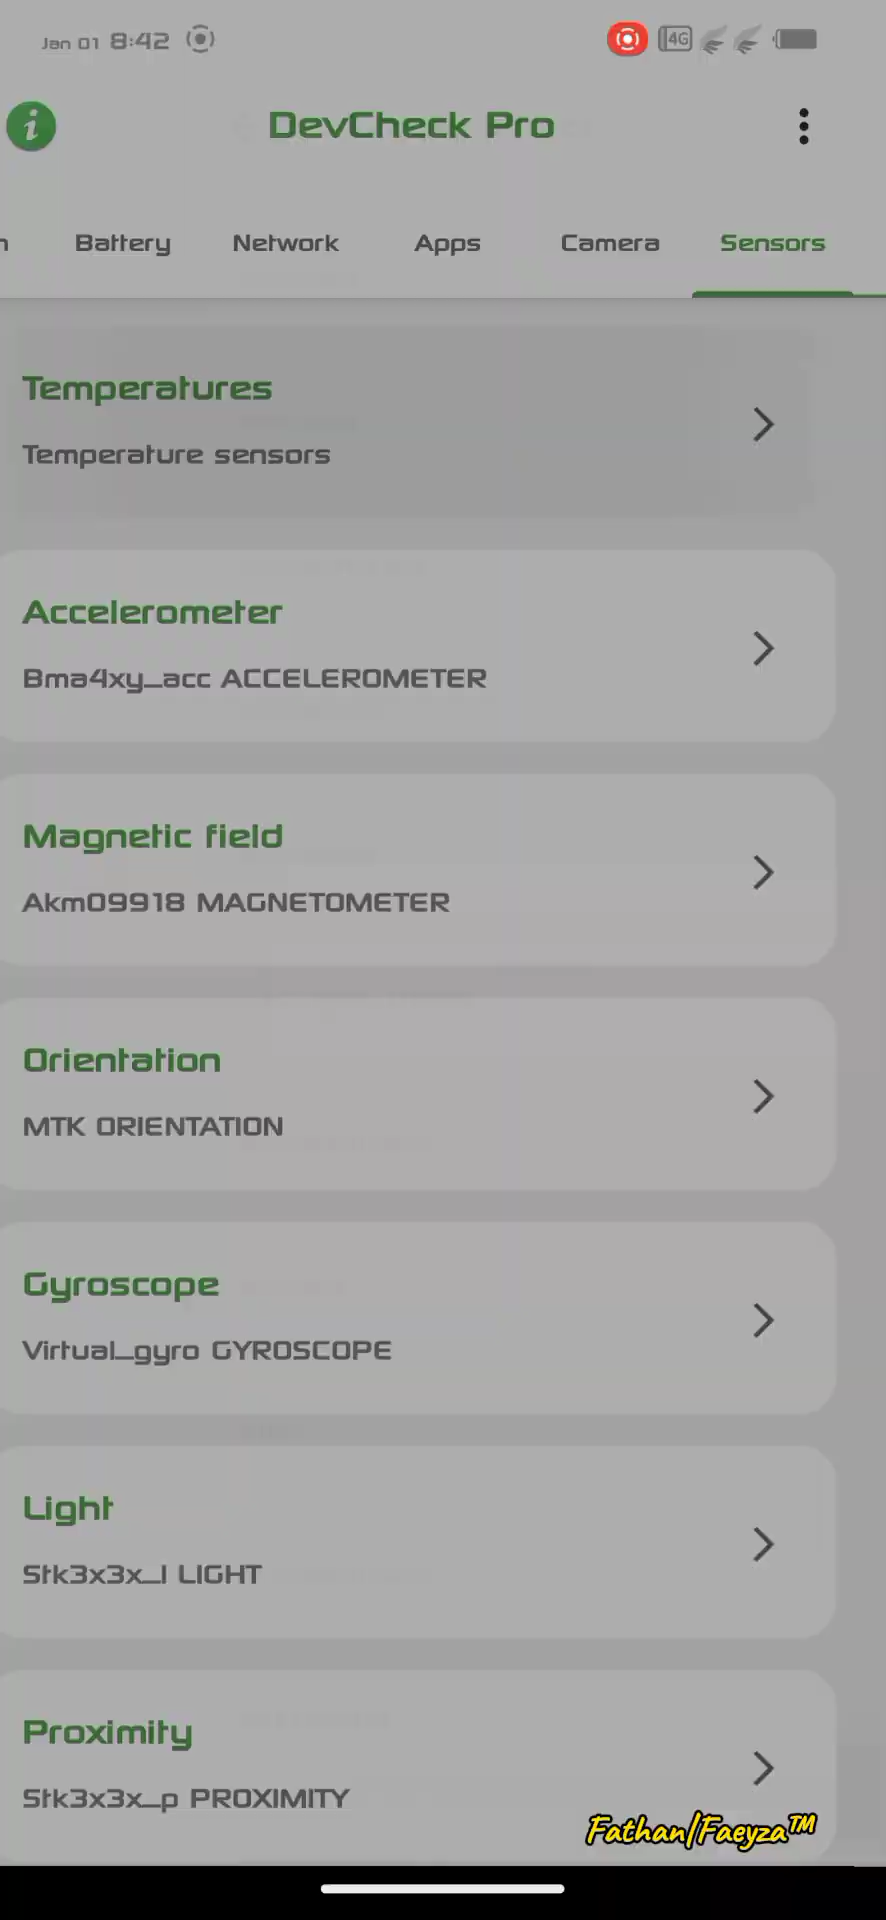 Jan 01 8:42
4G
DevCheck Pro
n Battery Network Apps Camera Sensors
Temperatures
Temperature sensors
Accelerometer
Bma4xy_acc ACCELEROMETER
Magnetic field
Akm09918 MAGNETOMETER
Orientation
MTK ORIENTATION
Gyroscope
Virtual_gyro GYROSCOPE
Light
Stk3x3x_l LIGHT
Proximity
Stk3x3x_p PROXIMITY
Fathan/Faeyza™